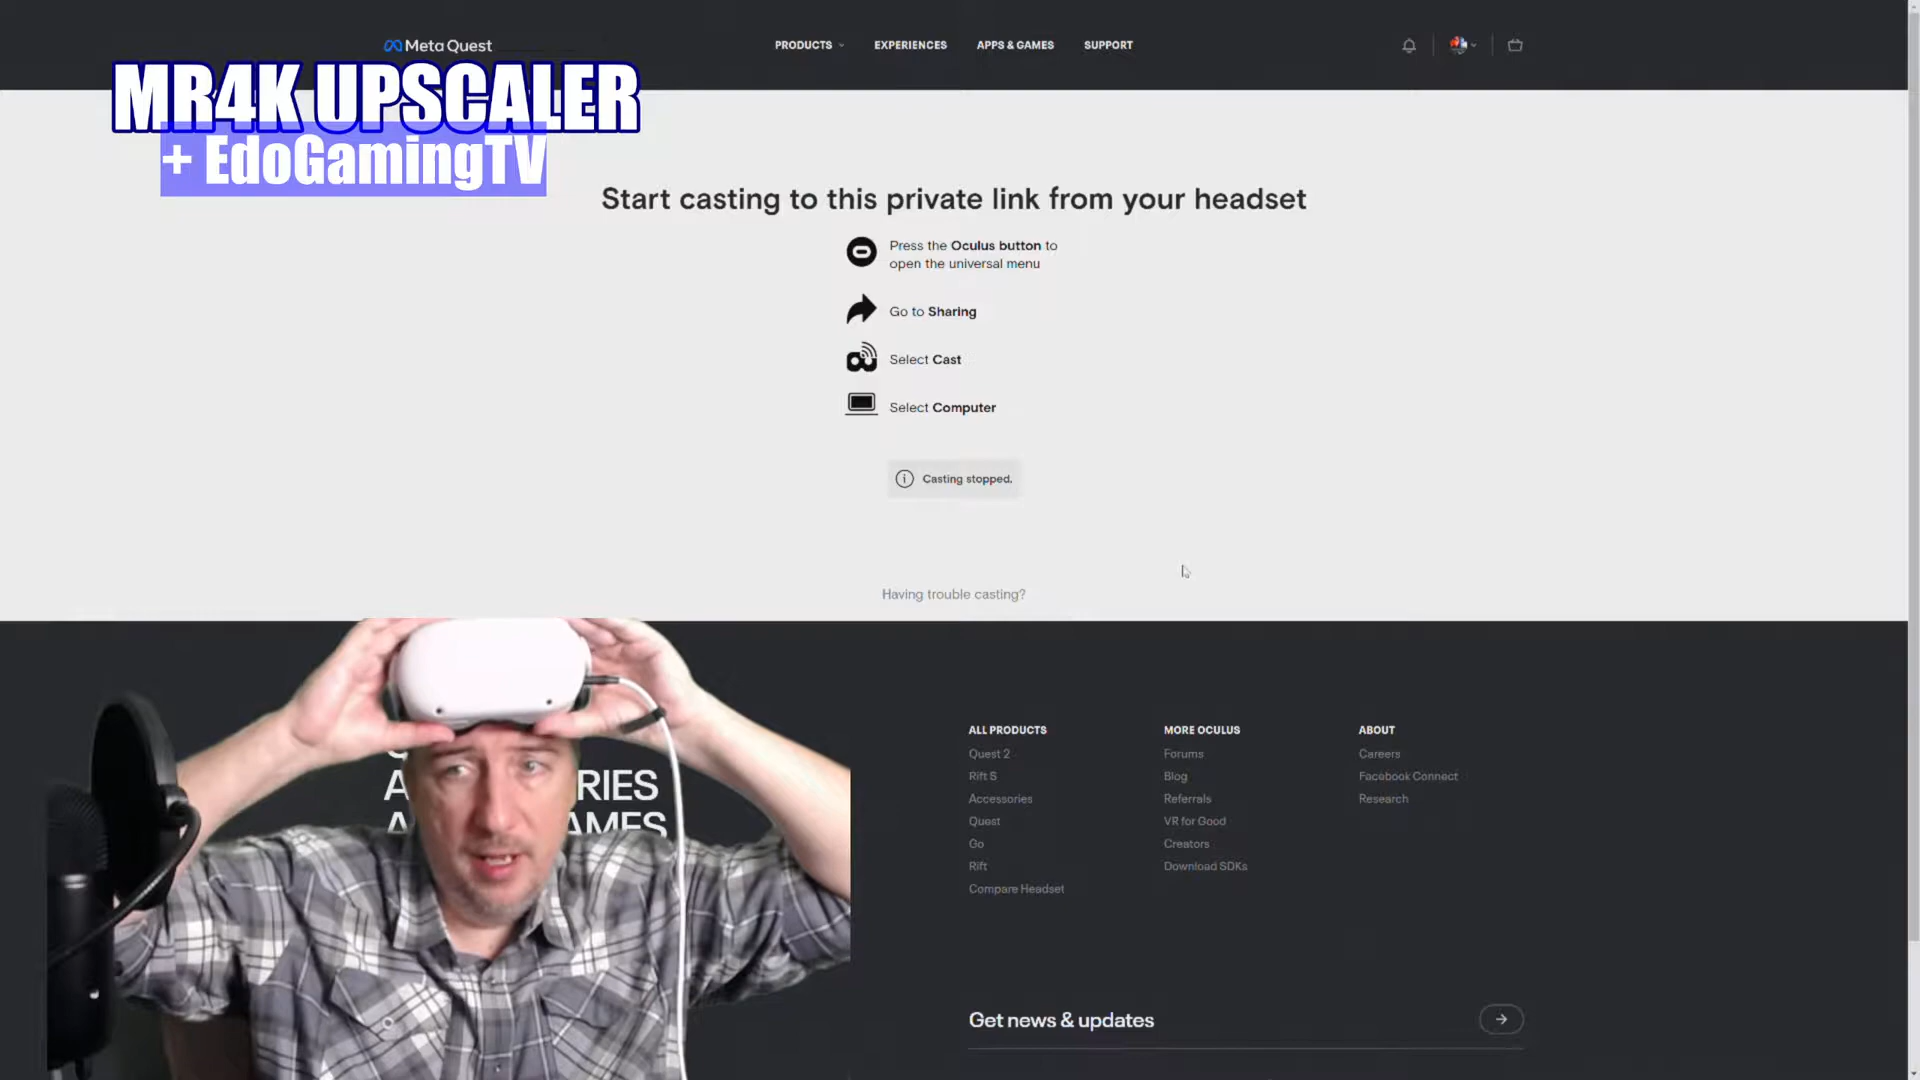 Meta Quest
PRODUCTS
EXPERIENCES
APPS & GAMES
SUPPORT
MR4K UPSCALER
+ EdoGamingTV
Start casting to this private link from your headset
Press the Oculus button to
open the universal menu
Go to Sharing
Select Cast
Select Computer
Casting stopped.
Having trouble casting?
RIES
AMES
ALL PRODUCTS
Quest 2
Rift S
Accessories
Quest
Go
Rift
Compare Headset
MORE OCULUS
Forums
Blog
Referrals
VR for Good
Creators
Download SDKs
ABOUT
Careers
Facebook Connect
Research
Get news & updates